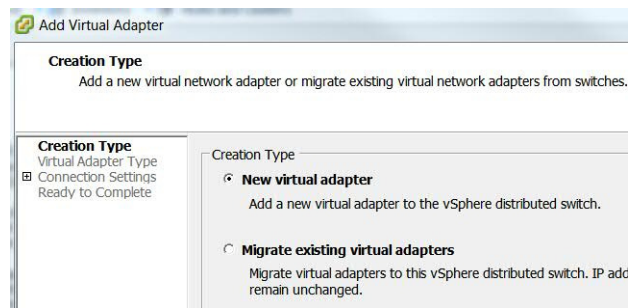 Add Virtual Adapter
Creation Type
Add a new virtual network adapter or migrate existing virtual network adapters from switches.
Creation Type
Virtual Adapter Type
Connection Settings
Ready to Complete
Creation Type
New virtual adapter
Add a new virtual adapter to the vSphere distributed switch.
Migrate existing virtual adapters
Migrate virtual adapters to this vSphere distributed switch. IP add
remain unchanged.